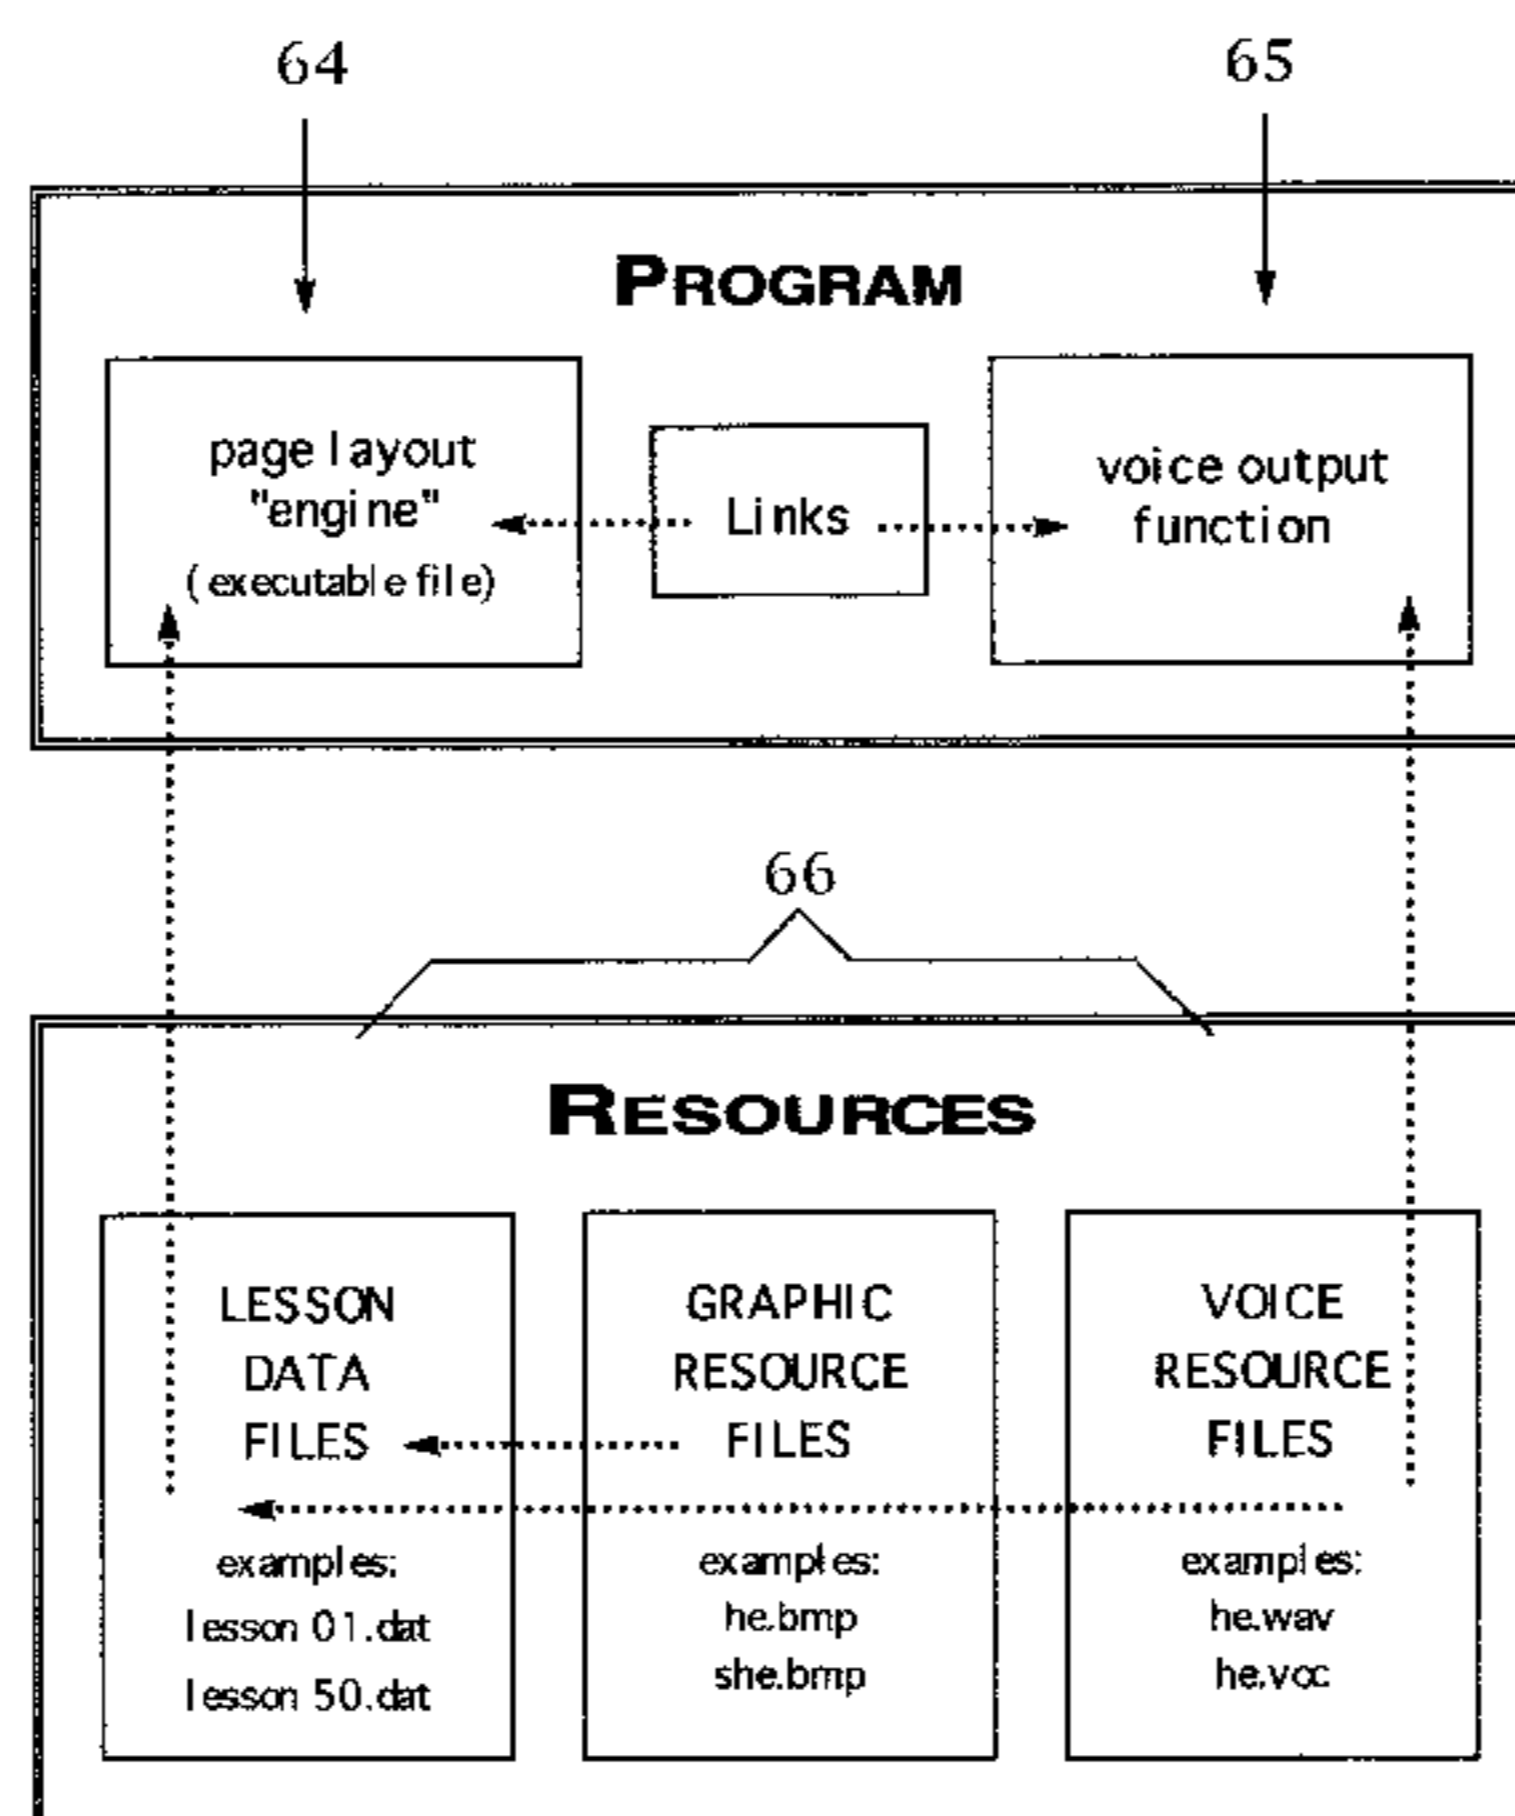 64
65
PROGRAM
page layout
"engine"
(executable file)
Links
voice output
function
66
RESOURCES
LESSON
DATA
FILES
examples:
lesson 01.dat
lesson 50.dat
GRAPHIC
RESOURCE
FILES
examples:
he.bmp
she.bmp
VOICE
RESOURCE
FILES
examples:
he.wav
he.voc